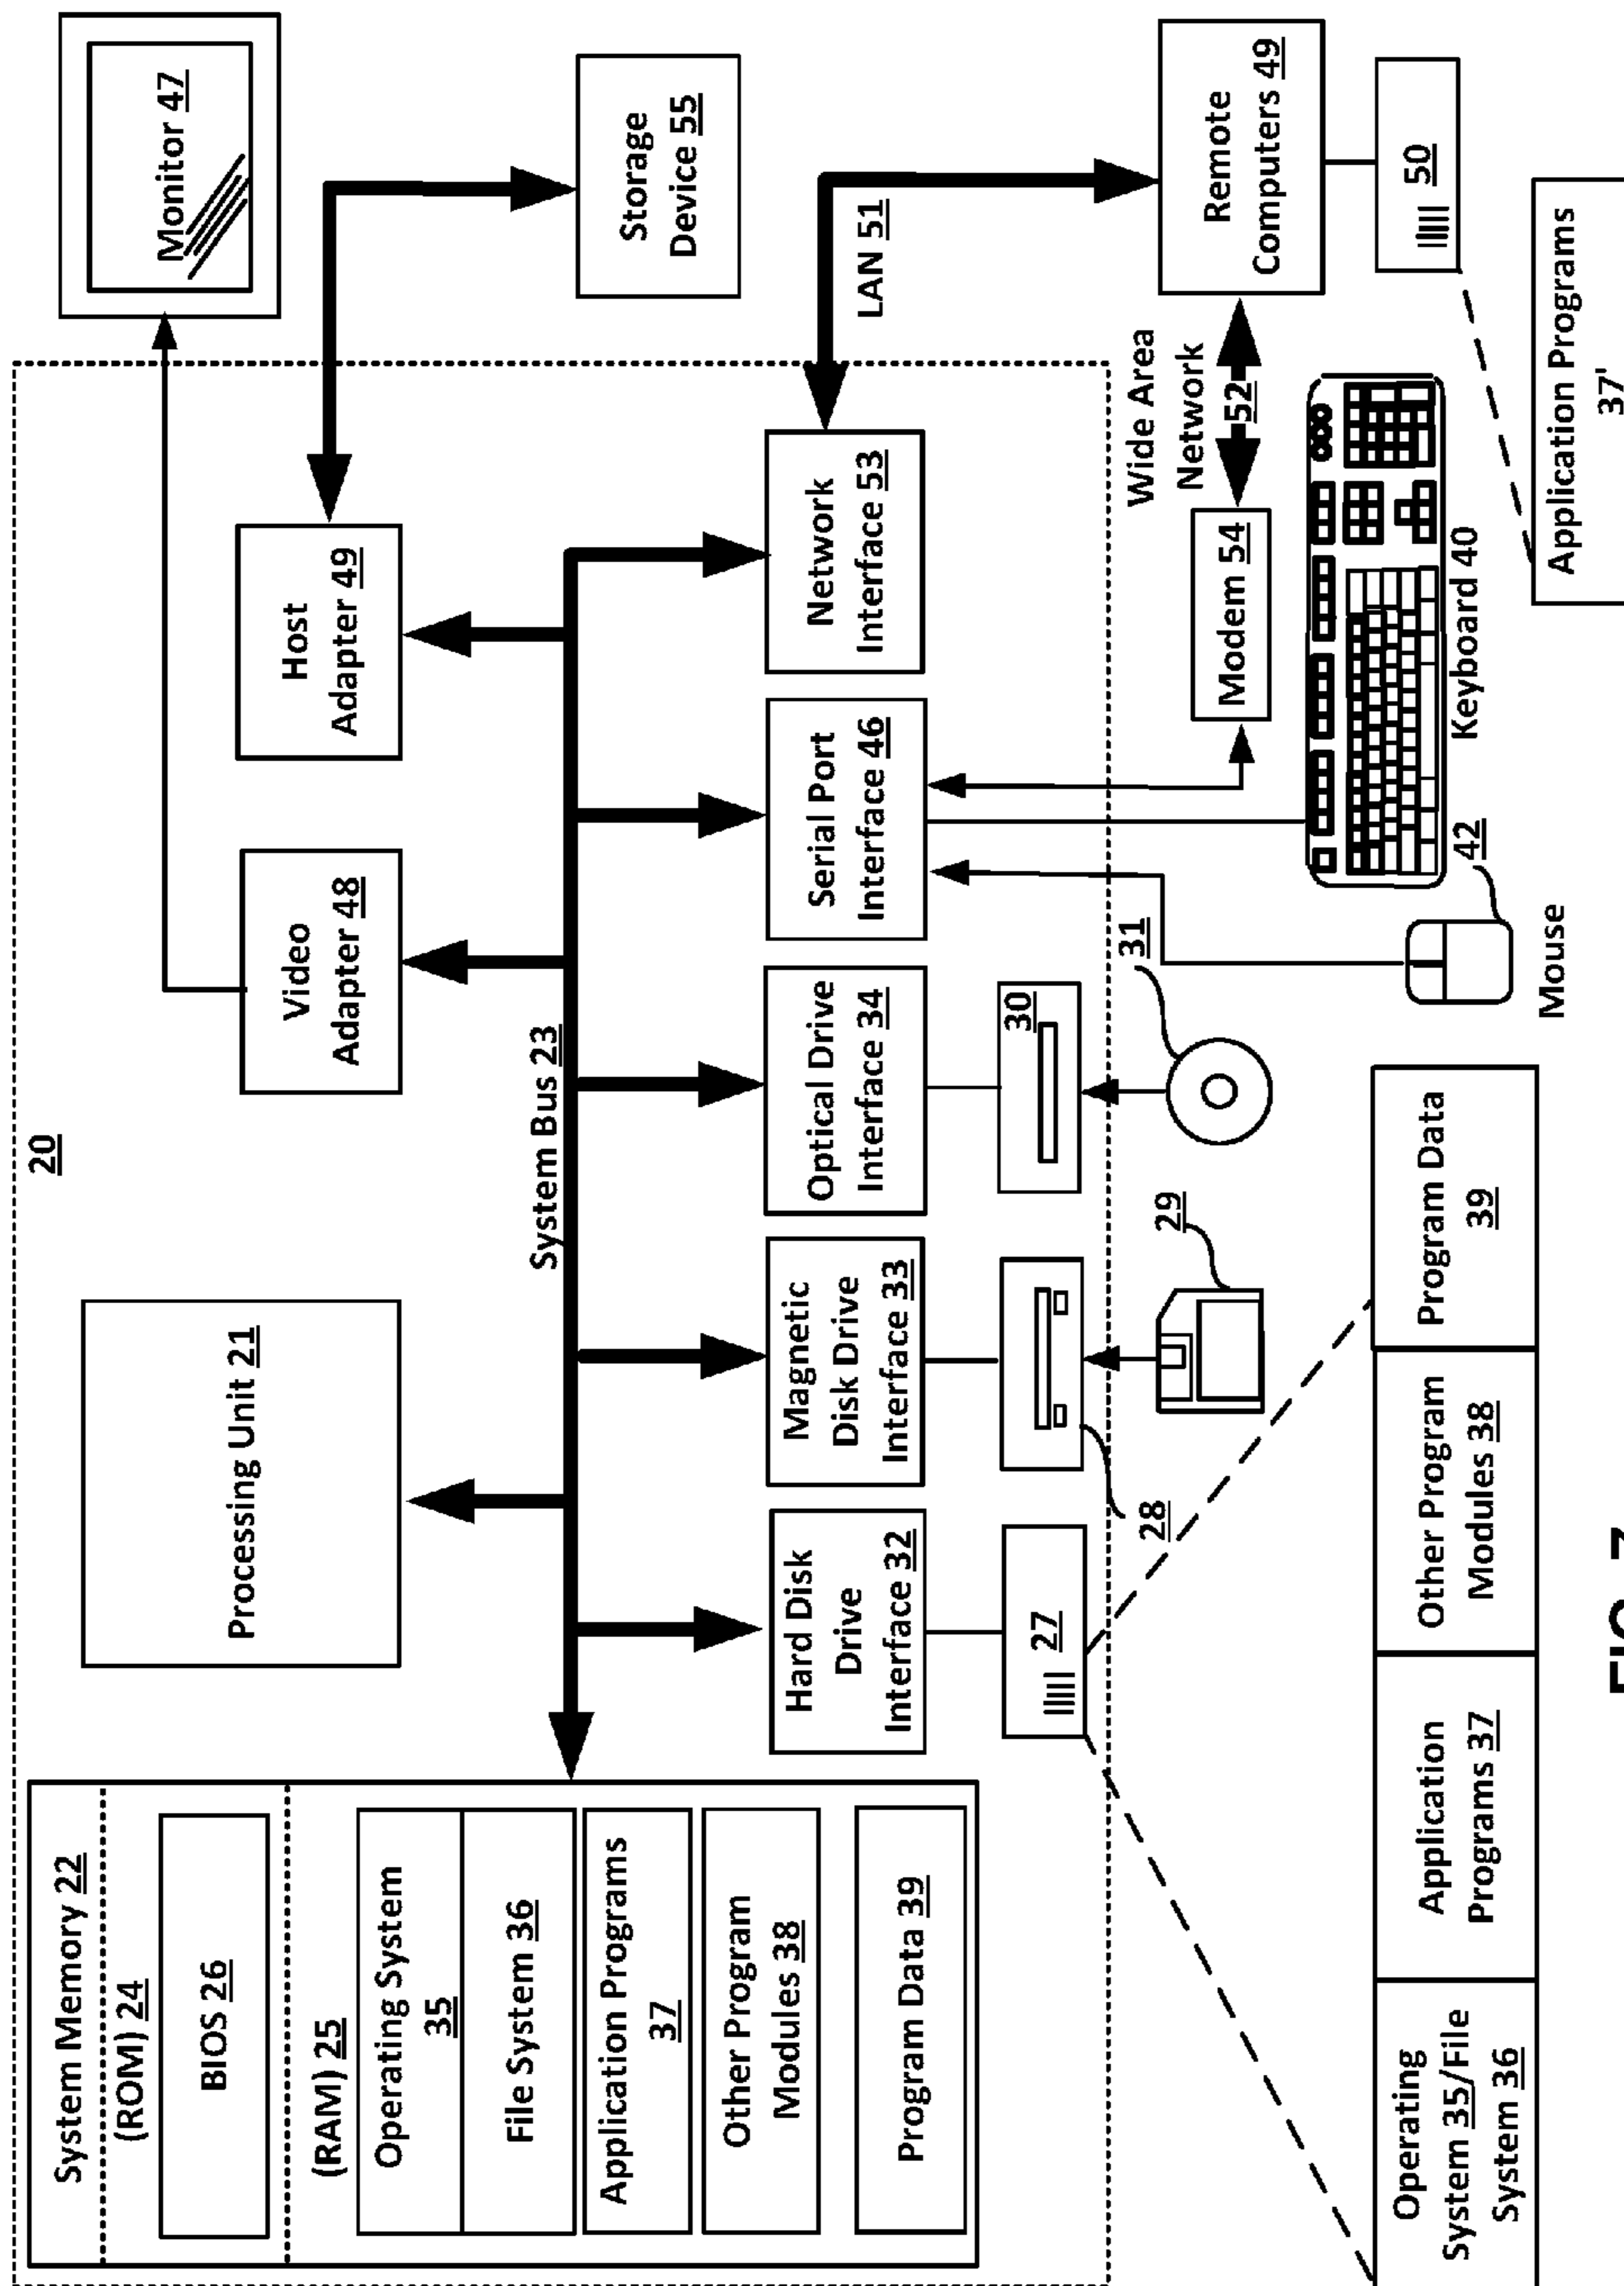 20
System Memory 22
(ROM) 24
BIOS 26
(RAM) 25
Operating System
35
File System 36
Application Programs
37
Other Program
Modules 38
Program Data 39
Processing Unit 21
Video
Adapter 48
Host
Adapter 49
Monitor 47
System Bus 23
Storage
Device 55
Hard Disk
Drive
Interface 32
Magnetic
Disk Drive
Interface 33
Optical Drive
Interface 34
Serial Port
Interface 46
Network
Interface 53
LAN 51
27
28
29
30
31
Wide Area
Network
52
Modem 54
Remote
Computers 49
50
Keyboard 40
42
Mouse
Operating
System 35/File
System 36
Application
Programs 37
Other Program
Modules 38
Program Data
39
Application Programs
37'